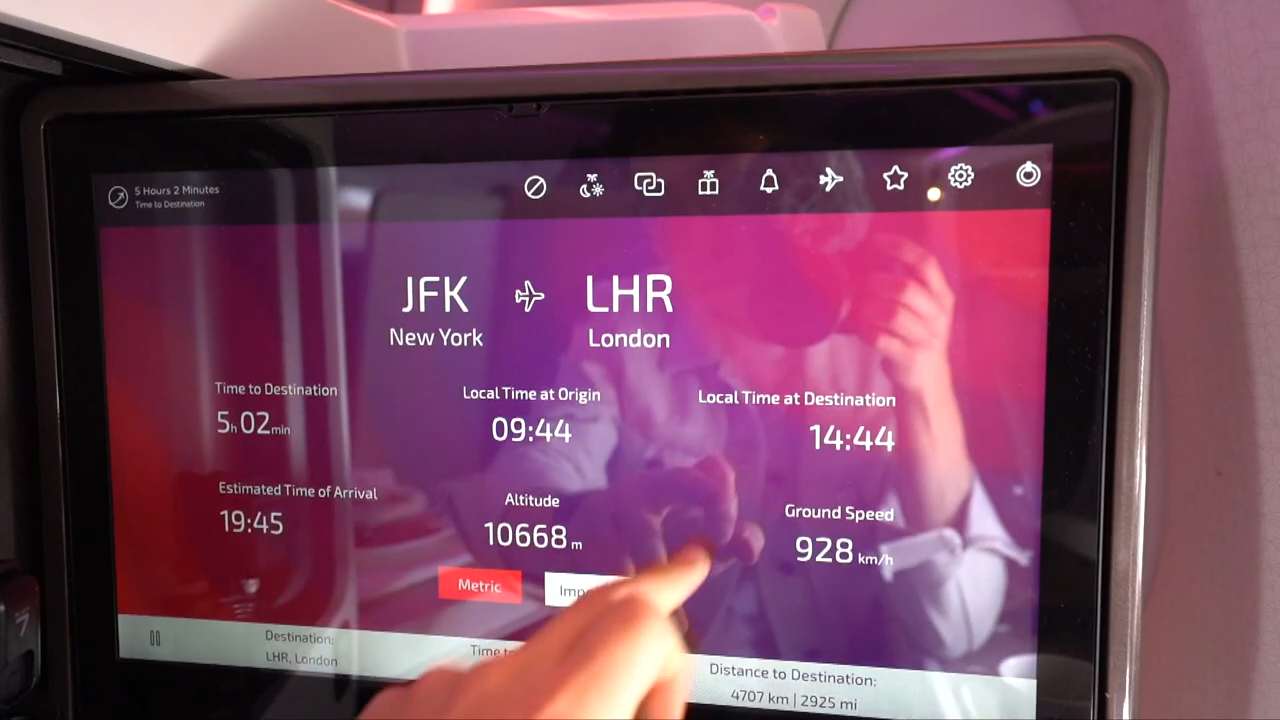 5 Hours 2 Minutes
Time to Destination
JFK
New York
LHR
London
Time to Destination
5h 02min
Local Time at Origin
09:44
Local Time at Destination
14:44
Estimated Time of Arrival
19:45
Altitude
10668 m
Ground Speed
928 km/h
Metric
Destination:
LHR, London
Time to
Distance to Destination:
4707 km | 2925 mi